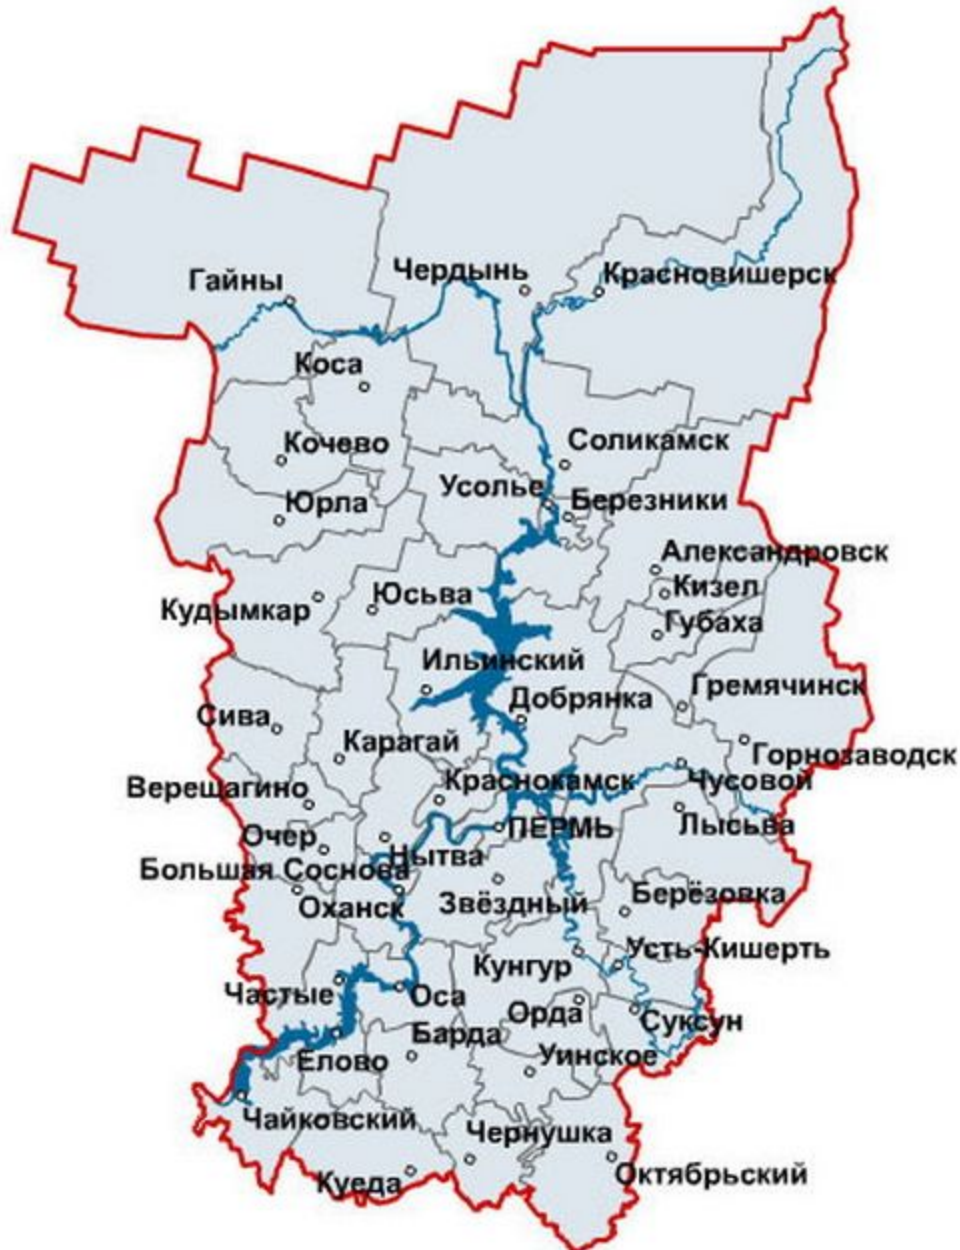 Чердынь
Красновишерск
Гайны
Коса
Кочево
Соликамск
Усолье
Березники
Юрла
Александровск
Кизел
Юсьва
Кудымкар
Губаха
Ильинский
Гремячинск
Добрянка
Сива
Карагай
Горнозаводск
Краснокамск
Чусовой
Верещагино
Лысьва
ПЕРМЬ
Очер
Нытва
Большая Соснова
Берёзовка
Оханск
Звёздный
Усть-Кишерть
Кунгур
Частые
Оса
Орда
Суксун
Барда
Елово
Уинское
Чайковский
Чернушка
Октябрьский
Куеда